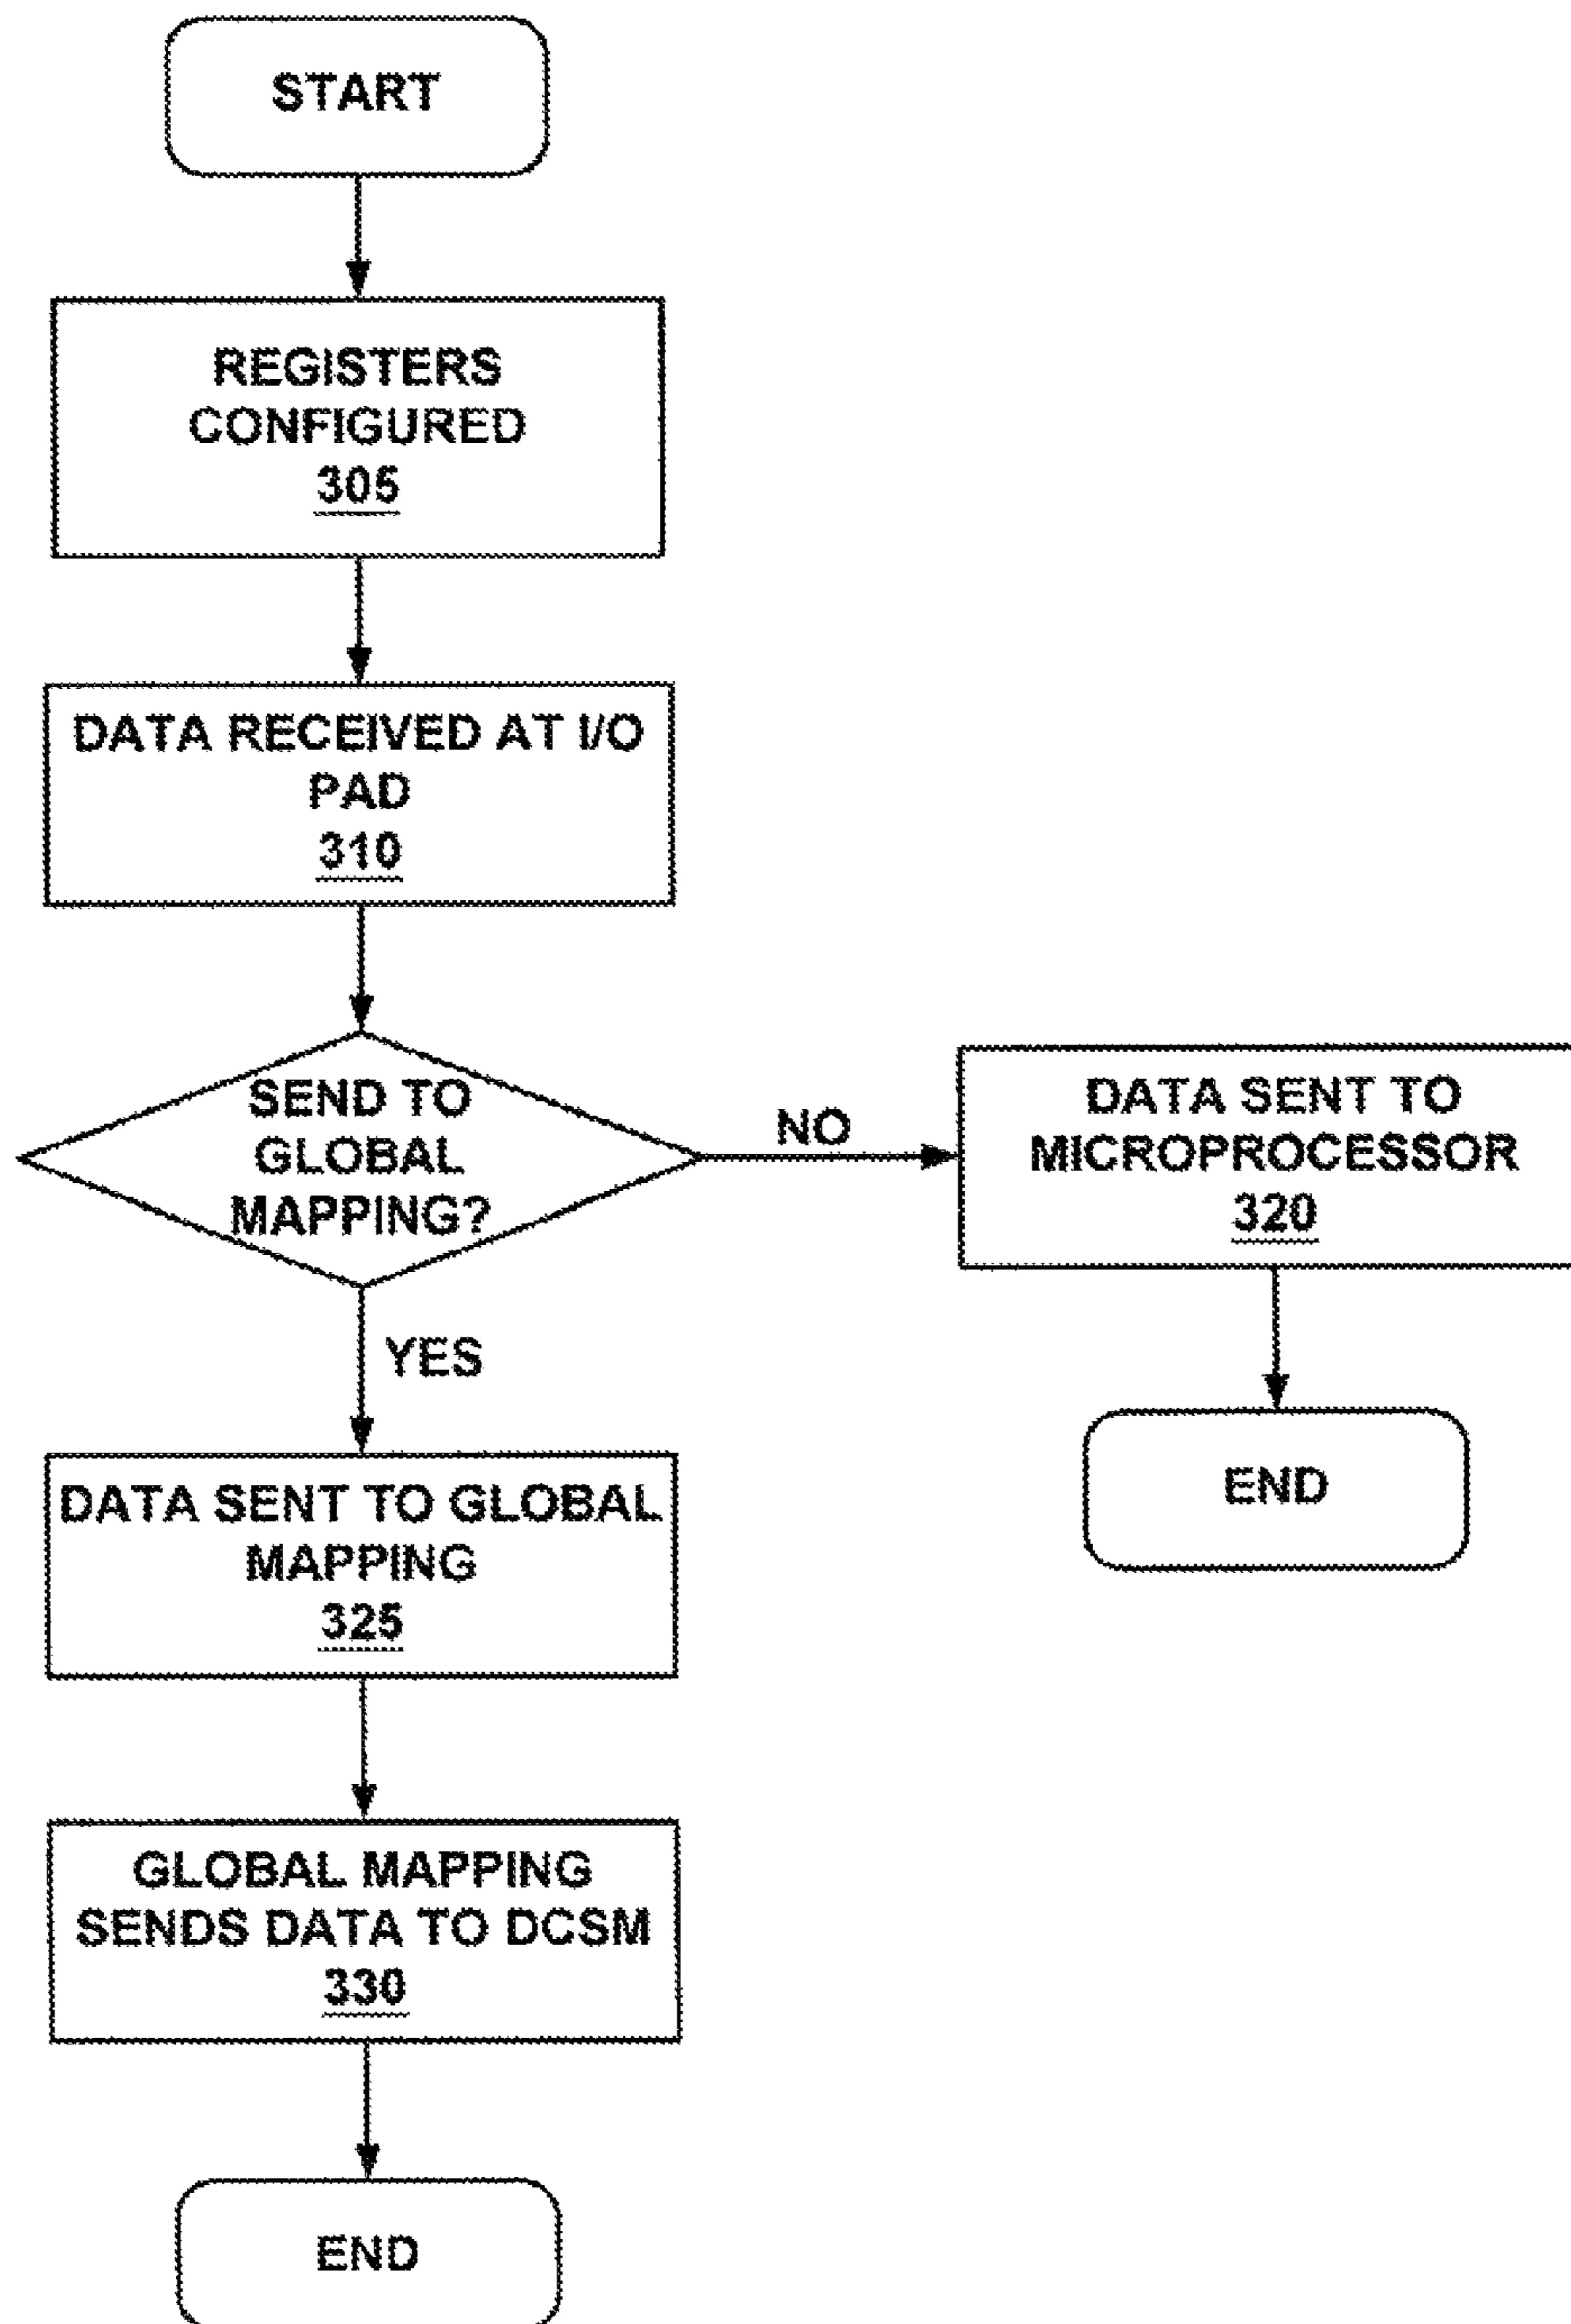 START
REGISTERS
CONFIGURED
305
DATA RECEIVED AT I/O
PAD
310
SEND TO
GLOBAL
MAPPING?
NO
DATA SENT TO
MICROPROCESSOR
320
END
YES
DATA SENT TO GLOBAL
MAPPING
325
GLOBAL MAPPING
SENDS DATA TO DCSM
330
END